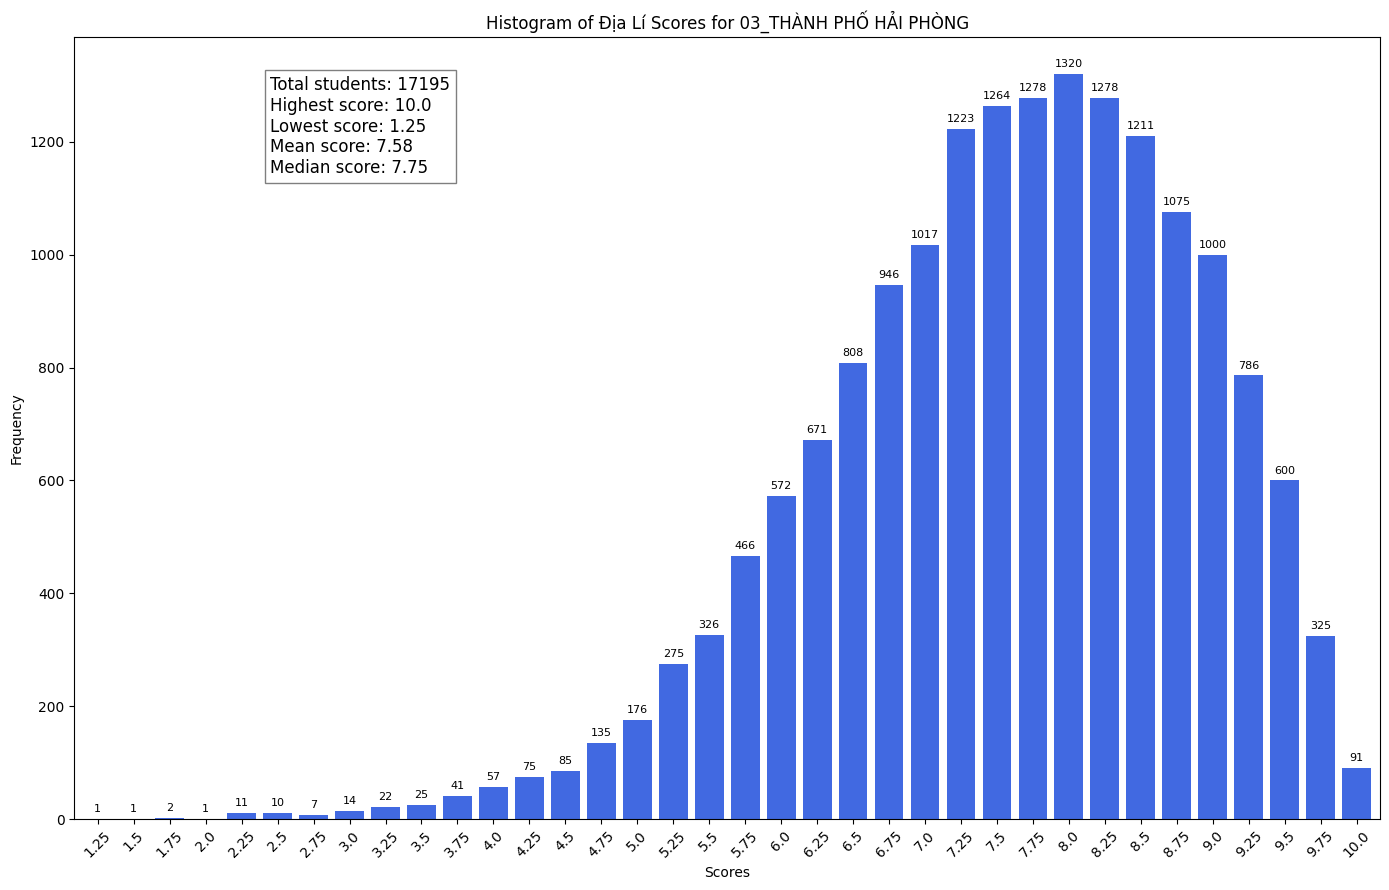 Histogram of Địa Lí Scores for 03_THÀNH PHỐ HẢI PHÒNG
Total students: 17195
Highest score: 10.0
Lowest score: 1.25
Mean score: 7.58
Median score: 7.75
Frequency
1200
1000
800
600
400
200
0
1 1 2 1 11 10 7 14 22 25 41 57 75 85 135 176 275 326 466 572 671 808 946 1017 1223 1264 1278 1320 1278 1211 1075 1000 786 600 325 91
1.25 1.5 1.75 2.0 2.25 2.5 2.75 3.0 3.25 3.5 3.75 4.0 4.25 4.5 4.75 5.0 5.25 5.5 5.75 6.0 6.25 6.5 6.75 7.0 7.25 7.5 7.75 8.0 8.25 8.5 8.75 9.0 9.25 9.5 9.75 10.0
Scores